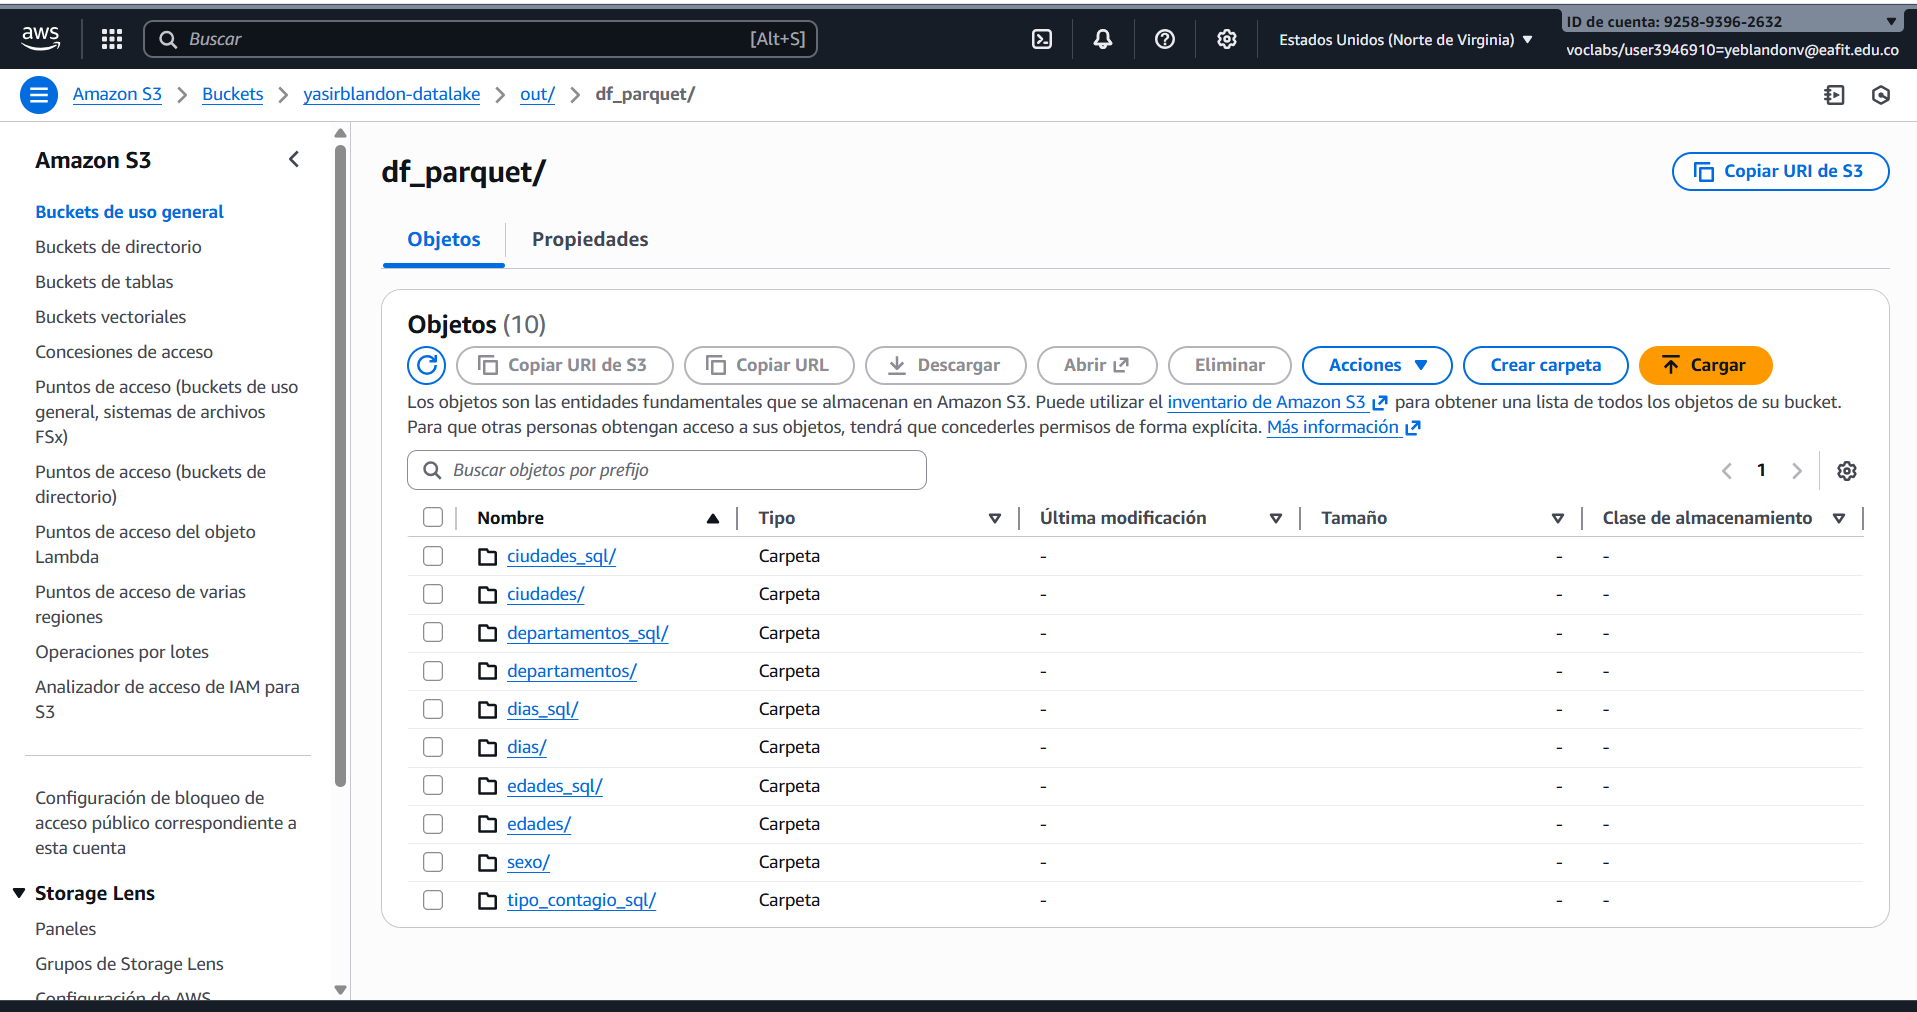 aws
Buscar [Alt+S]
Estados Unidos (Norte de Virginia)
ID de cuenta: 9258-9396-2632
voclabs/user3946910=yeblandonv@eafit.edu.co
Amazon S3 > Buckets > yasirblandon-datalake > out/ > df_parquet/
Amazon S3
Buckets de uso general
Buckets de directorio
Buckets de tablas
Buckets vectoriales
Concesiones de acceso
Puntos de acceso (buckets de uso
general, sistemas de archivos
FSx)
Puntos de acceso (buckets de
directorio)
Puntos de acceso del objeto
Lambda
Puntos de acceso de varias
regiones
Operaciones por lotes
Analizador de acceso de IAM para
S3
Configuración de bloqueo de
acceso público correspondiente a
esta cuenta
Storage Lens
Paneles
Grupos de Storage Lens
Configuración de AWS
df_parquet/
Copiar URI de S3
Objetos Propiedades
Objetos (10)
Copiar URI de S3 Copiar URL Descargar Abrir Eliminar Acciones Crear carpeta Cargar
Los objetos son las entidades fundamentales que se almacenan en Amazon S3. Puede utilizar el inventario de Amazon S3 para obtener una lista de todos los objetos de su bucket.
Para que otras personas obtengan acceso a sus objetos, tendrá que concederles permisos de forma explícita. Más información
Buscar objetos por prefijo
1
Nombre Tipo Última modificación Tamaño Clase de almacenamiento
ciudades_sql/ Carpeta - - -
ciudades/ Carpeta - - -
departamentos_sql/ Carpeta - - -
departamentos/ Carpeta - - -
dias_sql/ Carpeta - - -
dias/ Carpeta - - -
edades_sql/ Carpeta - - -
edades/ Carpeta - - -
sexo/ Carpeta - - -
tipo_contagio_sql/ Carpeta - - -